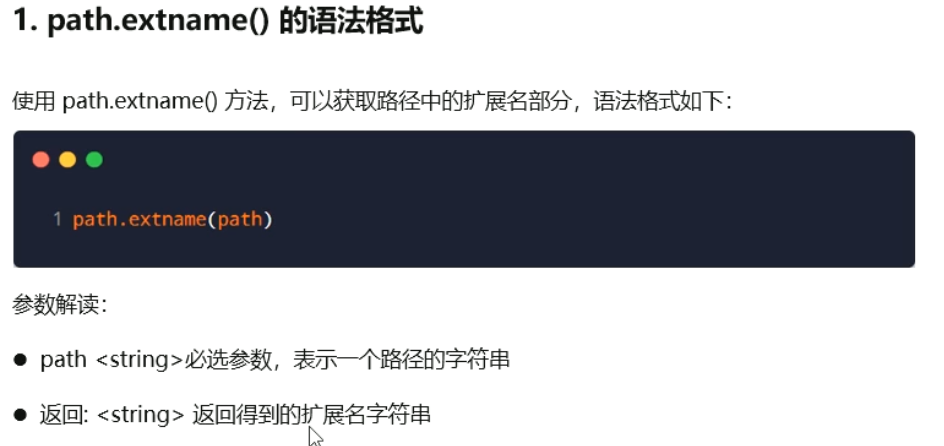 1. path.extname() 的语法格式
使用 path.extname() 方法，可以获取路径中的扩展名部分，语法格式如下：
1 path.extname(path)
参数解读：
● path <string>必选参数，表示一个路径的字符串
● 返回: <string> 返回得到的扩展名字符串